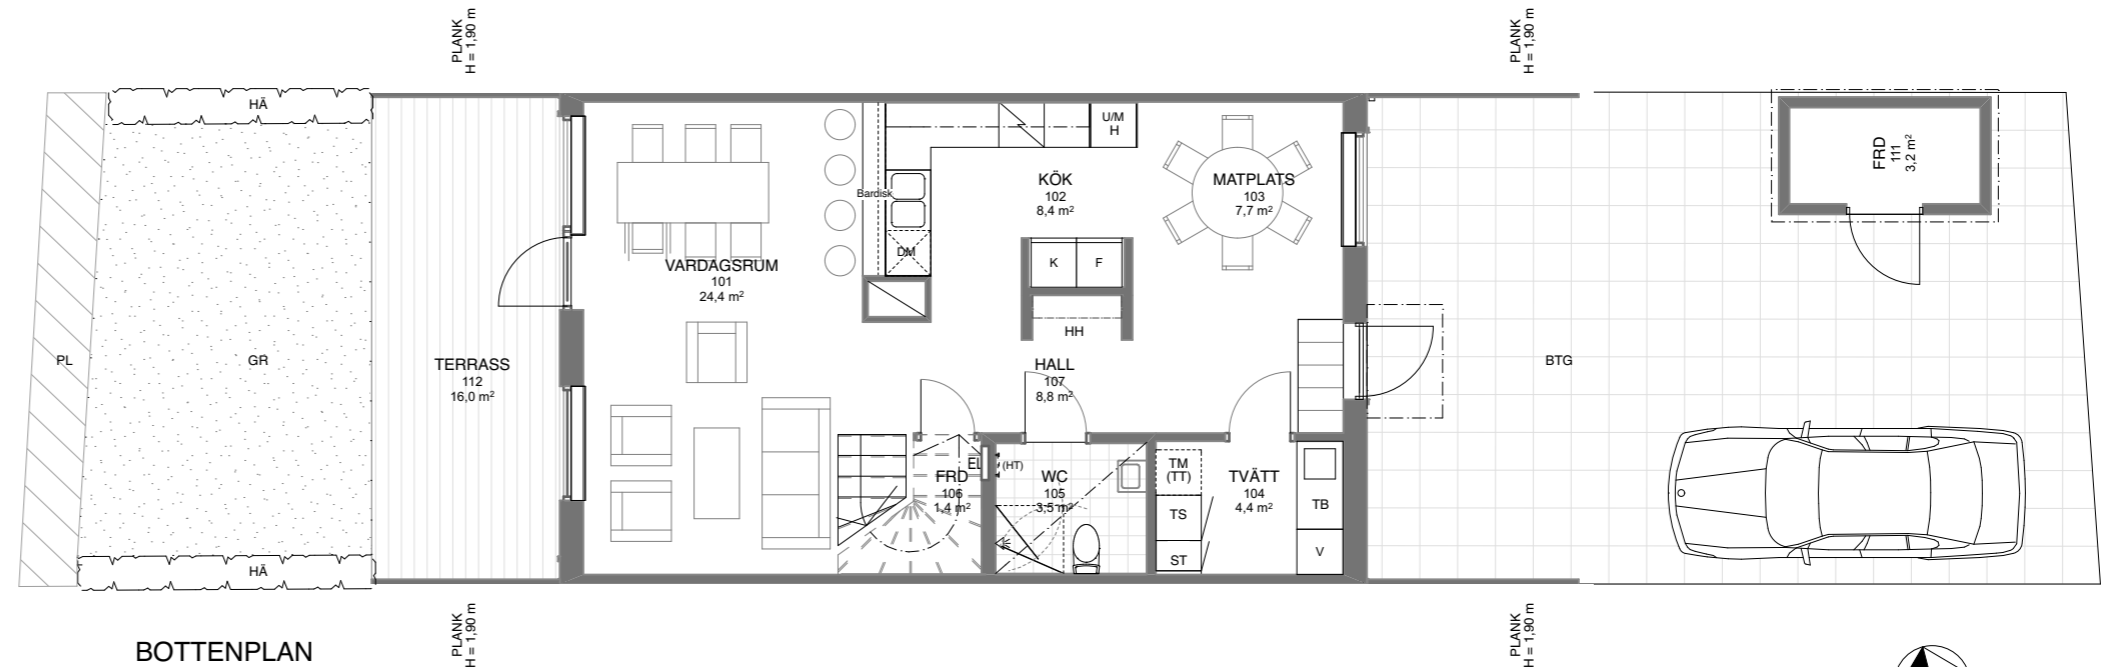 PLANK
H = 1,90 m
PLANK
H = 1,90 m
HÄ
U/M
H
FRD
111
3,2 m²
KÖK
102
8,4 m²
MATPLATS
103
7,7 m²
Bardisk
DM
K
F
VARDAGSRUM
101
24,4 m²
HH
PL
GR
TERRASS
112
16,0 m²
HALL
107
8,8 m²
BTG
EL
(HT)
FRD
106
1,4 m²
WC
105
3,5 m²
TM
(TT)
TS
ST
TVÄTT
104
4,4 m²
TB
V
HÄ
PLANK
H = 1,90 m
PLANK
H = 1,90 m
BOTTENPLAN